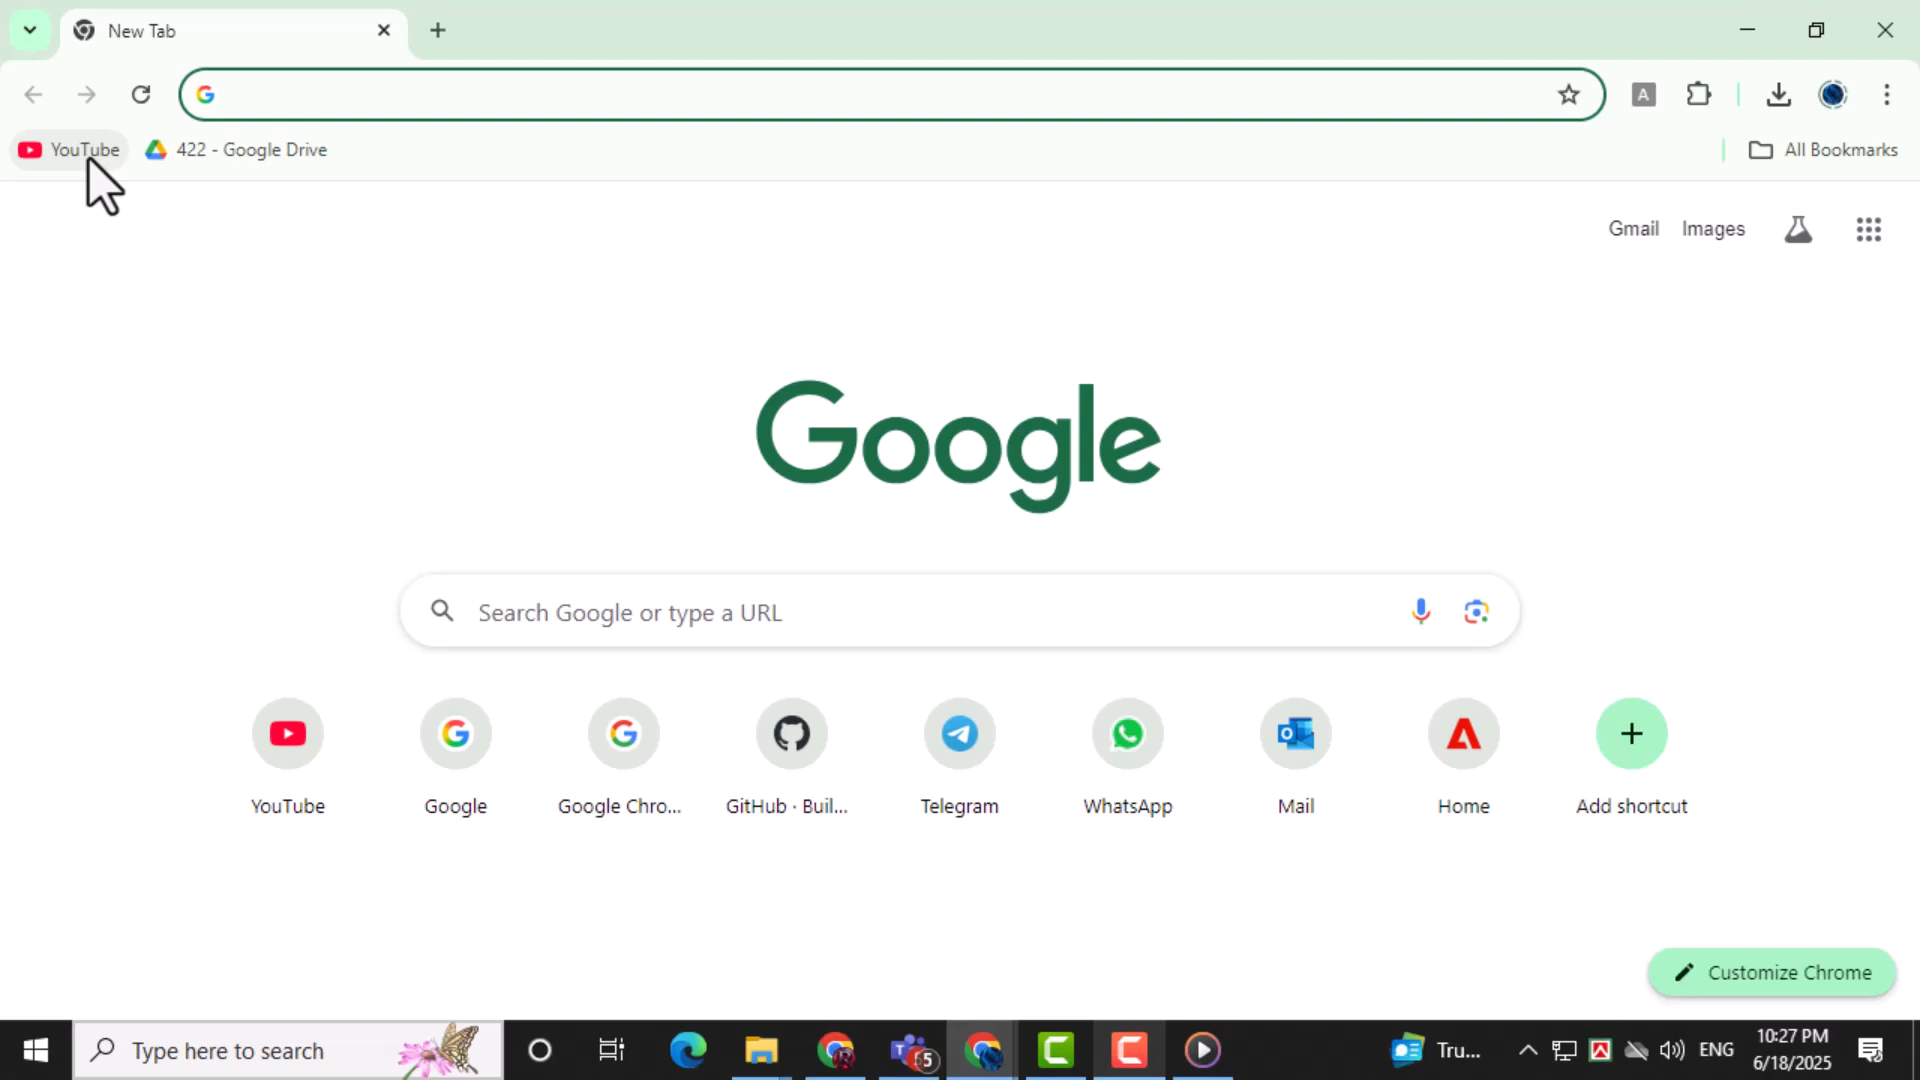 New Tab
A
YouTube
422 - Google Drive
All Bookmarks
Gmail
Images
Google
Search Google or type a URL
YouTube
Google
Google Chro...
GitHub · Buil...
Telegram
WhatsApp
Mail
Home
Add shortcut
Customize Chrome
Type here to search
Tru...
ENG
10:27 PM
6/18/2025